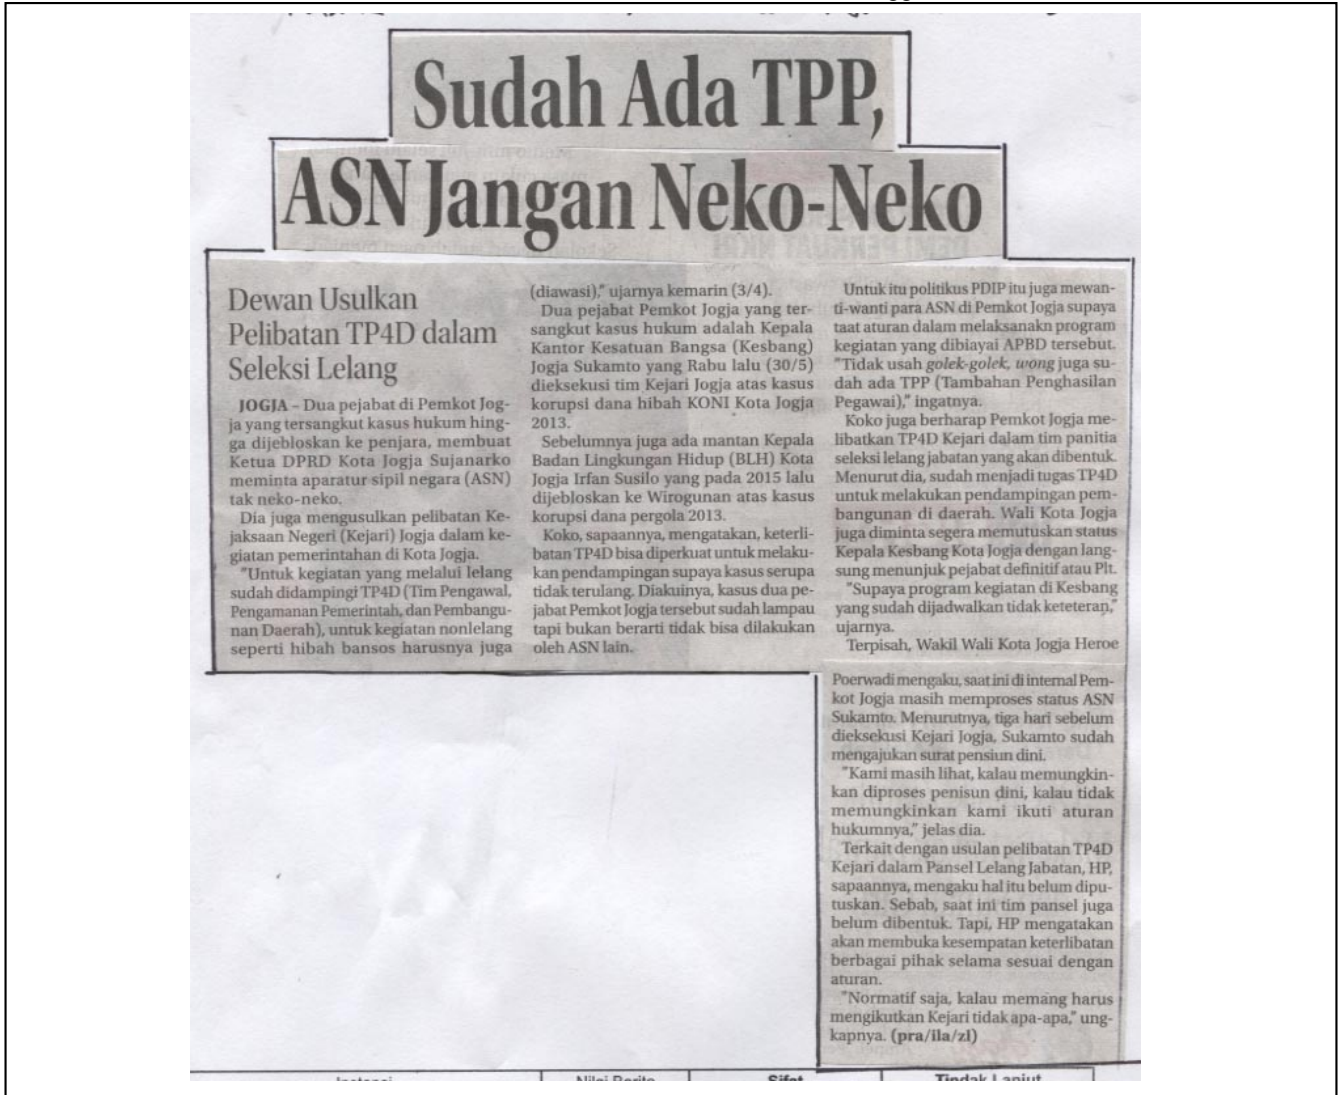 Sudah Ada TPP,
ASN Jangan Neko-Neko
Dewan Usulkan
Pelibatan TP4D dalam
Seleksi Lelang
JOGJA – Dua pejabat di Pemkot Jog-
ja yang tersangkut kasus hukum hing-
ga dijebloskan ke penjara, membuat
Ketua DPRD Kota Jogja Sujanarko
meminta aparatur sipil negara (ASN)
tak neko-neko.
Dia juga mengusulkan pelibatan Ke-
jaksaan Negeri (Kejari) Jogja dalam ke-
giatan pemerintahan di Kota Jogja.
"Untuk kegiatan yang melalui lelang
sudah didampingi TP4D (Tim Pengawal,
Pengamanan Pemerintah, dan Pembangu-
nan Daerah), untuk kegiatan nonlelang
seperti hibah bansos harusnya juga
(diawasi)," ujarnya kemarin (3/4).
Dua pejabat Pemkot Jogja yang ter-
sangkut kasus hukum adalah Kepala
Kantor Kesatuan Bangsa (Kesbang)
Jogja Sukamto yang Rabu lalu (30/5)
dieksekusi tim Kejari Jogja atas kasus
korupsi dana hibah KONI Kota Jogja
2013.
Sebelumnya juga ada mantan Kepala
Badan Lingkungan Hidup (BLH) Kota
Jogja Irfan Susilo yang pada 2015 lalu
dijebloskan ke Wirogunan atas kasus
korupsi dana pergola 2013.
Koko, sapaannya, mengatakan, keterli-
batan TP4D bisa diperkuat untuk melaku-
kan pendampingan supaya kasus serupa
tidak terulang. Diakuinya, kasus dua pe-
jabat Pemkot Jogja tersebut sudah lampau
tapi bukan berarti tidak bisa dilakukan
oleh ASN lain.
Untuk itu politikus PDIP itu juga mewan-
ti-wanti para ASN di Pemkot Jogja supaya
taat aturan dalam melaksanakn program
kegiatan yang dibiayai APBD tersebut.
"Tidak usah golek-golek, wong juga su-
dah ada TPP (Tambahan Penghasilan
Pegawai)," ingatnya.
Koko juga berharap Pemkot Jogja me-
libatkan TP4D Kejari dalam tim panitia
seleksi lelang jabatan yang akan dibentuk.
Menurut dia, sudah menjadi tugas TP4D
untuk melakukan pendampingan pem-
bangunan di daerah. Wali Kota Jogja
juga diminta segera memutuskan status
Kepala Kesbang Kota Jogja dengan lang-
sung menunjuk pejabat definitif atau Plt.
"Supaya program kegiatan di Kesbang
yang sudah dijadwalkan tidak keteteran,"
ujarnya.
Terpisah, Wakil Wali Kota Jogja Heroe
Poerwadi mengaku, saat ini di internal Pem-
kot Jogja masih memproses status ASN
Sukamto. Menurutnya, tiga hari sebelum
dieksekusi Kejari Jogja, Sukamto sudah
mengajukan surat pensiun dini.
"Kami masih lihat, kalau memungkin-
kan diproses penisun dini, kalau tidak
memungkinkan kami ikuti aturan
hukumnya," jelas dia.
Terkait dengan usulan pelibatan TP4D
Kejari dalam Pansel Lelang Jabatan, HP,
sapaannya, mengaku hal itu belum dipu-
tuskan. Sebab, saat ini tim pansel juga
belum dibentuk. Tapi, HP mengatakan
akan membuka kesempatan keterlibatan
berbagai pihak selama sesuai dengan
aturan.
"Normatif saja, kalau memang harus
mengikutkan Kejari tidak apa-apa," ung-
kapnya. (pra/ila/zl)
Nilai Berita Sifat Tindak Lanjut